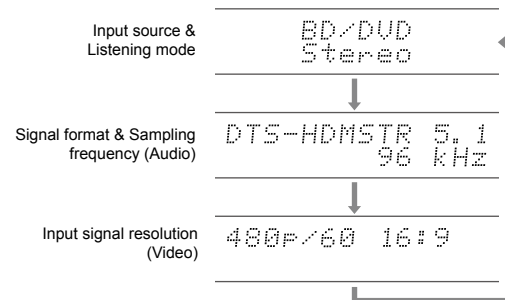 Input source &
Listening mode
BD/DVD
Stereo
Signal format & Sampling
frequency (Audio)
DTS-HDMSTR 5.1
96 kHz
Input signal resolution
(Video)
480p/60 16:9